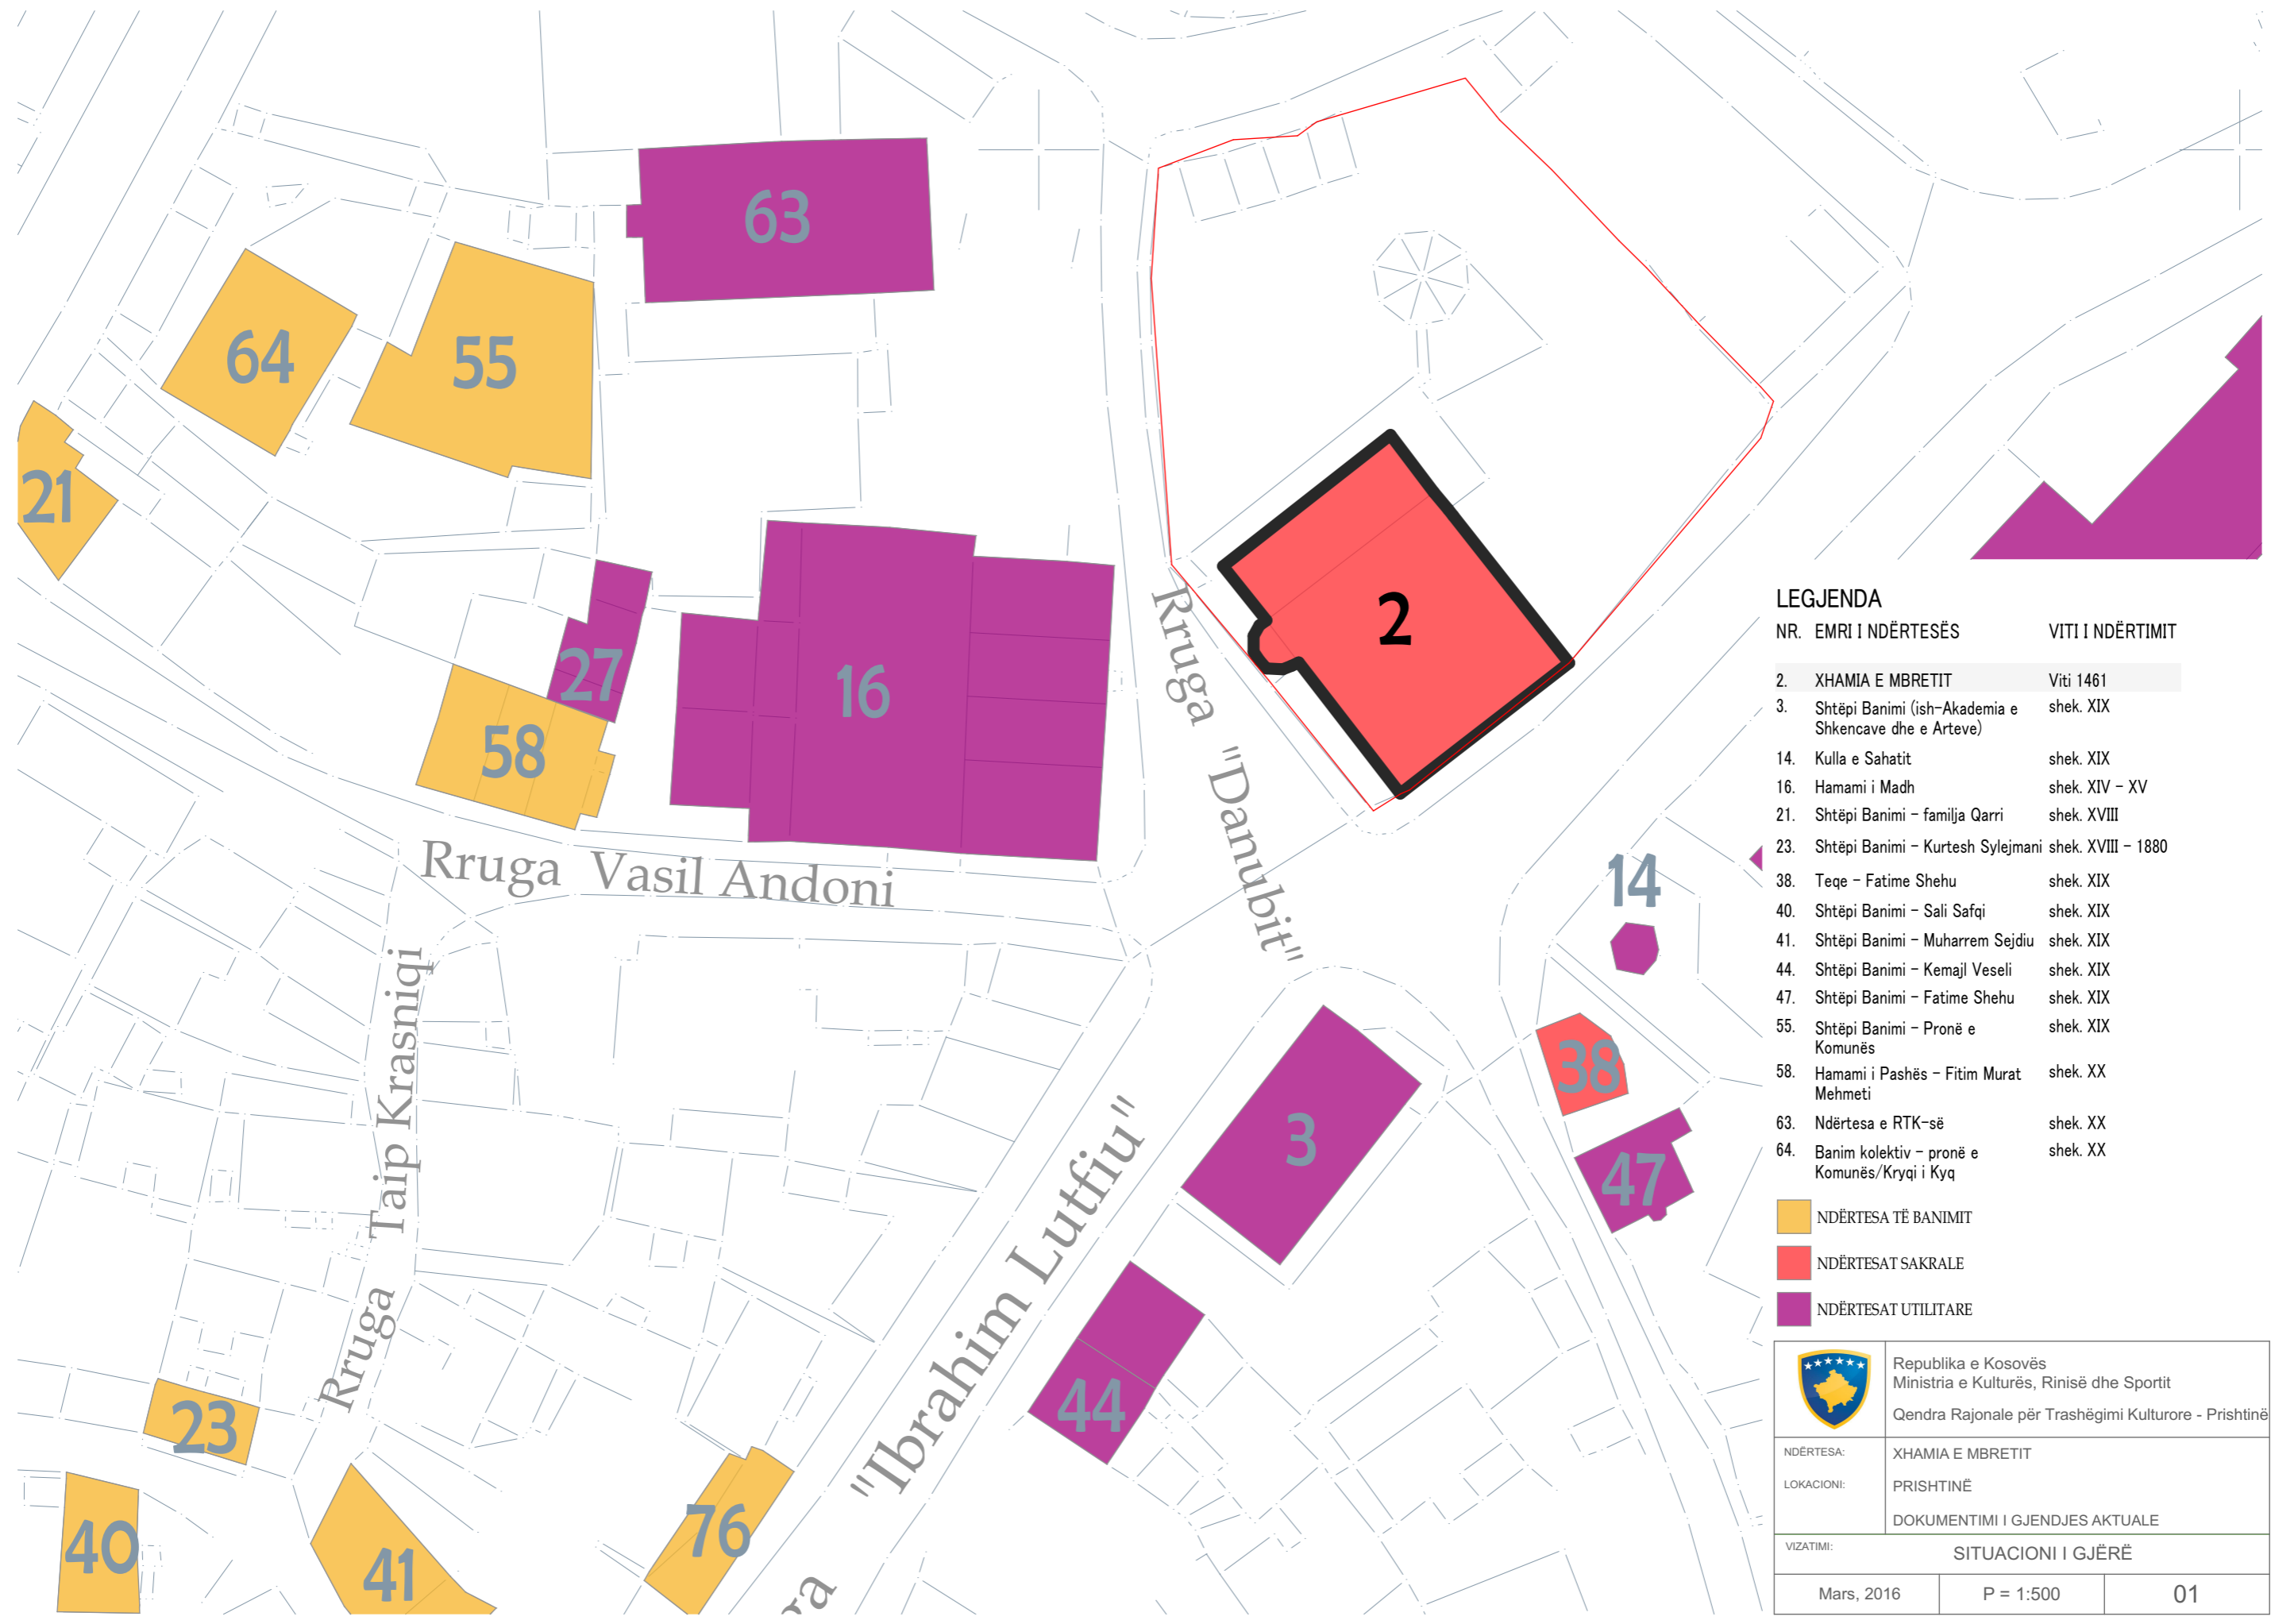 63
64
55
21
2
27
16
58
Rruga "Danubit"
Rruga Vasil Andoni
14
Rruga Taip Krasniqi
38
3
47
"Ibrahim Lutfiu"
44
23
76
40
41
ga
LEGJENDA
NR. EMRI I NDËRTESËS VITI I NDËRTIMIT
2. XHAMIA E MBRETIT Viti 1461
3. Shtëpi Banimi (ish-Akademia e shek. XIX
Shkencave dhe e Arteve)
14. Kulla e Sahatit shek. XIX
16. Hamami i Madh shek. XIV - XV
21. Shtëpi Banimi - familja Qarri shek. XVIII
23. Shtëpi Banimi - Kurtesh Sylejmani shek. XVIII - 1880
38. Teqe - Fatime Shehu shek. XIX
40. Shtëpi Banimi - Sali Safqi shek. XIX
41. Shtëpi Banimi - Muharrem Sejdiu shek. XIX
44. Shtëpi Banimi - Kemajl Veseli shek. XIX
47. Shtëpi Banimi - Fatime Shehu shek. XIX
55. Shtëpi Banimi - Pronë e shek. XIX
Komunës
58. Hamami i Pashës - Fitim Murat shek. XX
Mehmeti
63. Ndërtesa e RTK-së shek. XX
64. Banim kolektiv - pronë e shek. XX
Komunës/Kryqi i Kyq
NDËRTESA TË BANIMIT
NDËRTESAT SAKRALE
NDËRTESAT UTILITARE
Republika e Kosovës
Ministria e Kulturës, Rinisë dhe Sportit
Qendra Rajonale për Trashëgimi Kulturore - Prishtinë
NDËRTESA: XHAMIA E MBRETIT
LOKACIONI: PRISHTINË
DOKUMENTIMI I GJENDJES AKTUALE
VIZATIMI: SITUACIONI I GJËRË
Mars, 2016 P = 1:500 01